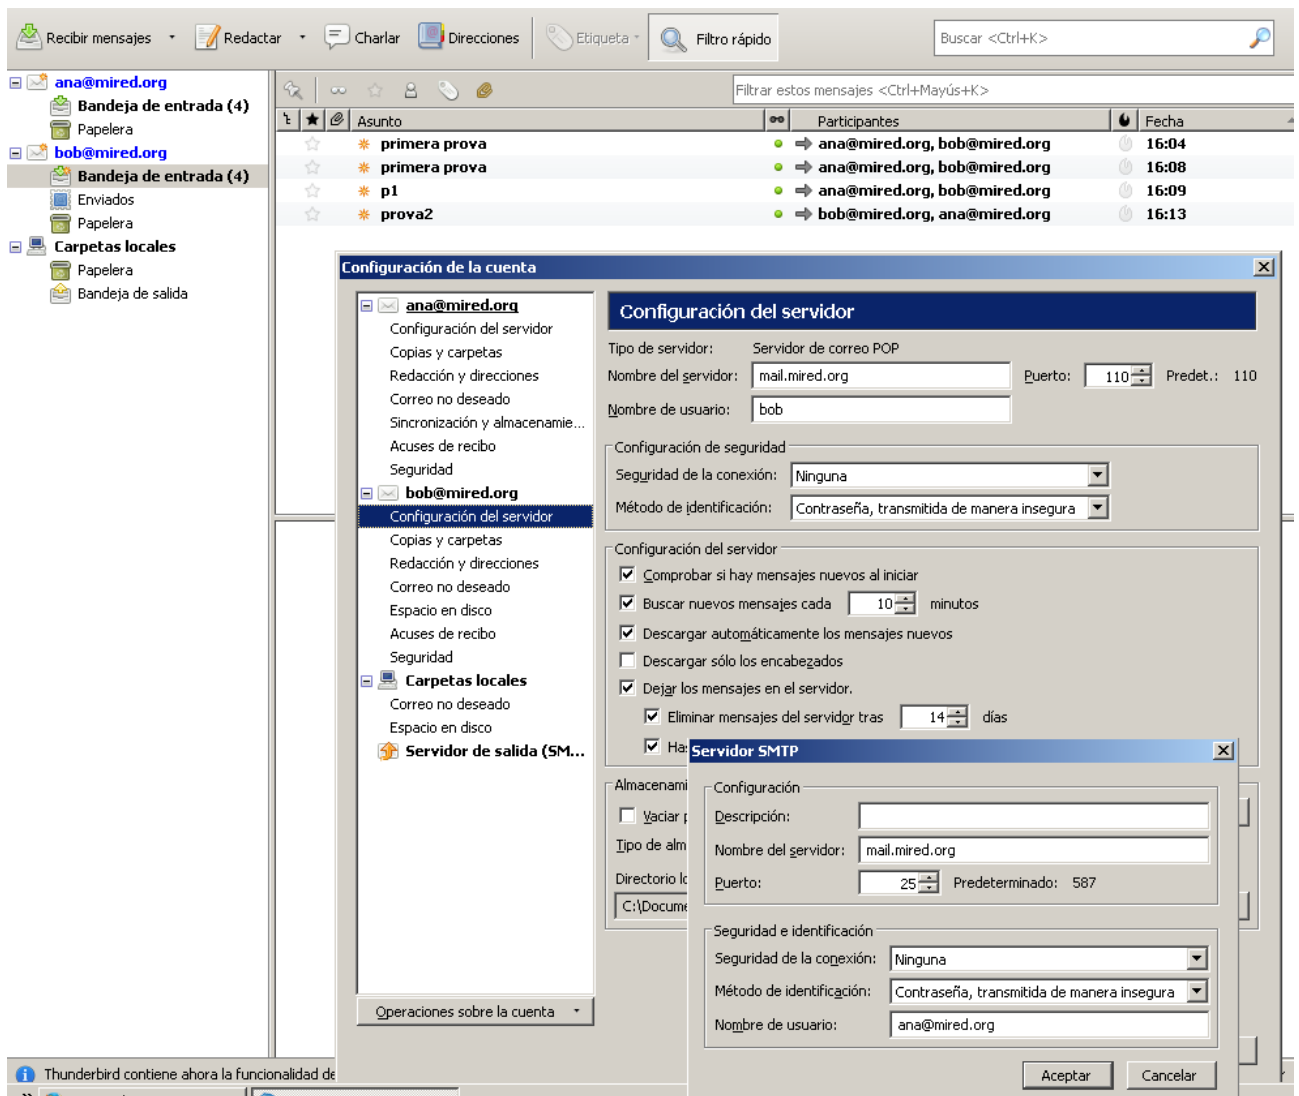 Recibir mensajes Redactar Charlar Direcciones Etiqueta Filtro rápido Buscar <Ctrl+K>
ana@mired.org
Bandeja de entrada (4)
Papelera
bob@mired.org
Bandeja de entrada (4)
Enviados
Papelera
Carpetas locales
Papelera
Bandeja de salida
Filtrar estos mensajes <Ctrl+Mayús+K>
Asunto Participantes Fecha
primera prova ana@mired.org, bob@mired.org 16:04
primera prova ana@mired.org, bob@mired.org 16:08
p1 ana@mired.org, bob@mired.org 16:09
prova2 bob@mired.org, ana@mired.org 16:13
Configuración de la cuenta
ana@mired.org
Configuración del servidor
Copias y carpetas
Redacción y direcciones
Correo no deseado
Sincronización y almacenamie...
Acuses de recibo
Seguridad
bob@mired.org
Configuración del servidor
Copias y carpetas
Redacción y direcciones
Correo no deseado
Espacio en disco
Acuses de recibo
Seguridad
Carpetas locales
Correo no deseado
Espacio en disco
Servidor de salida (SM...
Operaciones sobre la cuenta
Configuración del servidor
Tipo de servidor: Servidor de correo POP
Nombre del servidor: mail.mired.org Puerto: 110 Predet.: 110
Nombre de usuario: bob
Configuración de seguridad
Seguridad de la conexión: Ninguna
Método de identificación: Contraseña, transmitida de manera insegura
Configuración del servidor
Comprobar si hay mensajes nuevos al iniciar
Buscar nuevos mensajes cada 10 minutos
Descargar automáticamente los mensajes nuevos
Descargar sólo los encabezados
Dejar los mensajes en el servidor.
Eliminar mensajes del servidor tras 14 días
Has
Almacenami
Vaciar p
Tipo de alm
Directorio lo
C:\Docume
Servidor SMTP
Configuración
Descripción:
Nombre del servidor: mail.mired.org
Puerto: 25 Predeterminado: 587
Seguridad e identificación
Seguridad de la conexión: Ninguna
Método de identificación: Contraseña, transmitida de manera insegura
Nombre de usuario: ana@mired.org
Aceptar Cancelar
Thunderbird contiene ahora la funcionalidad de